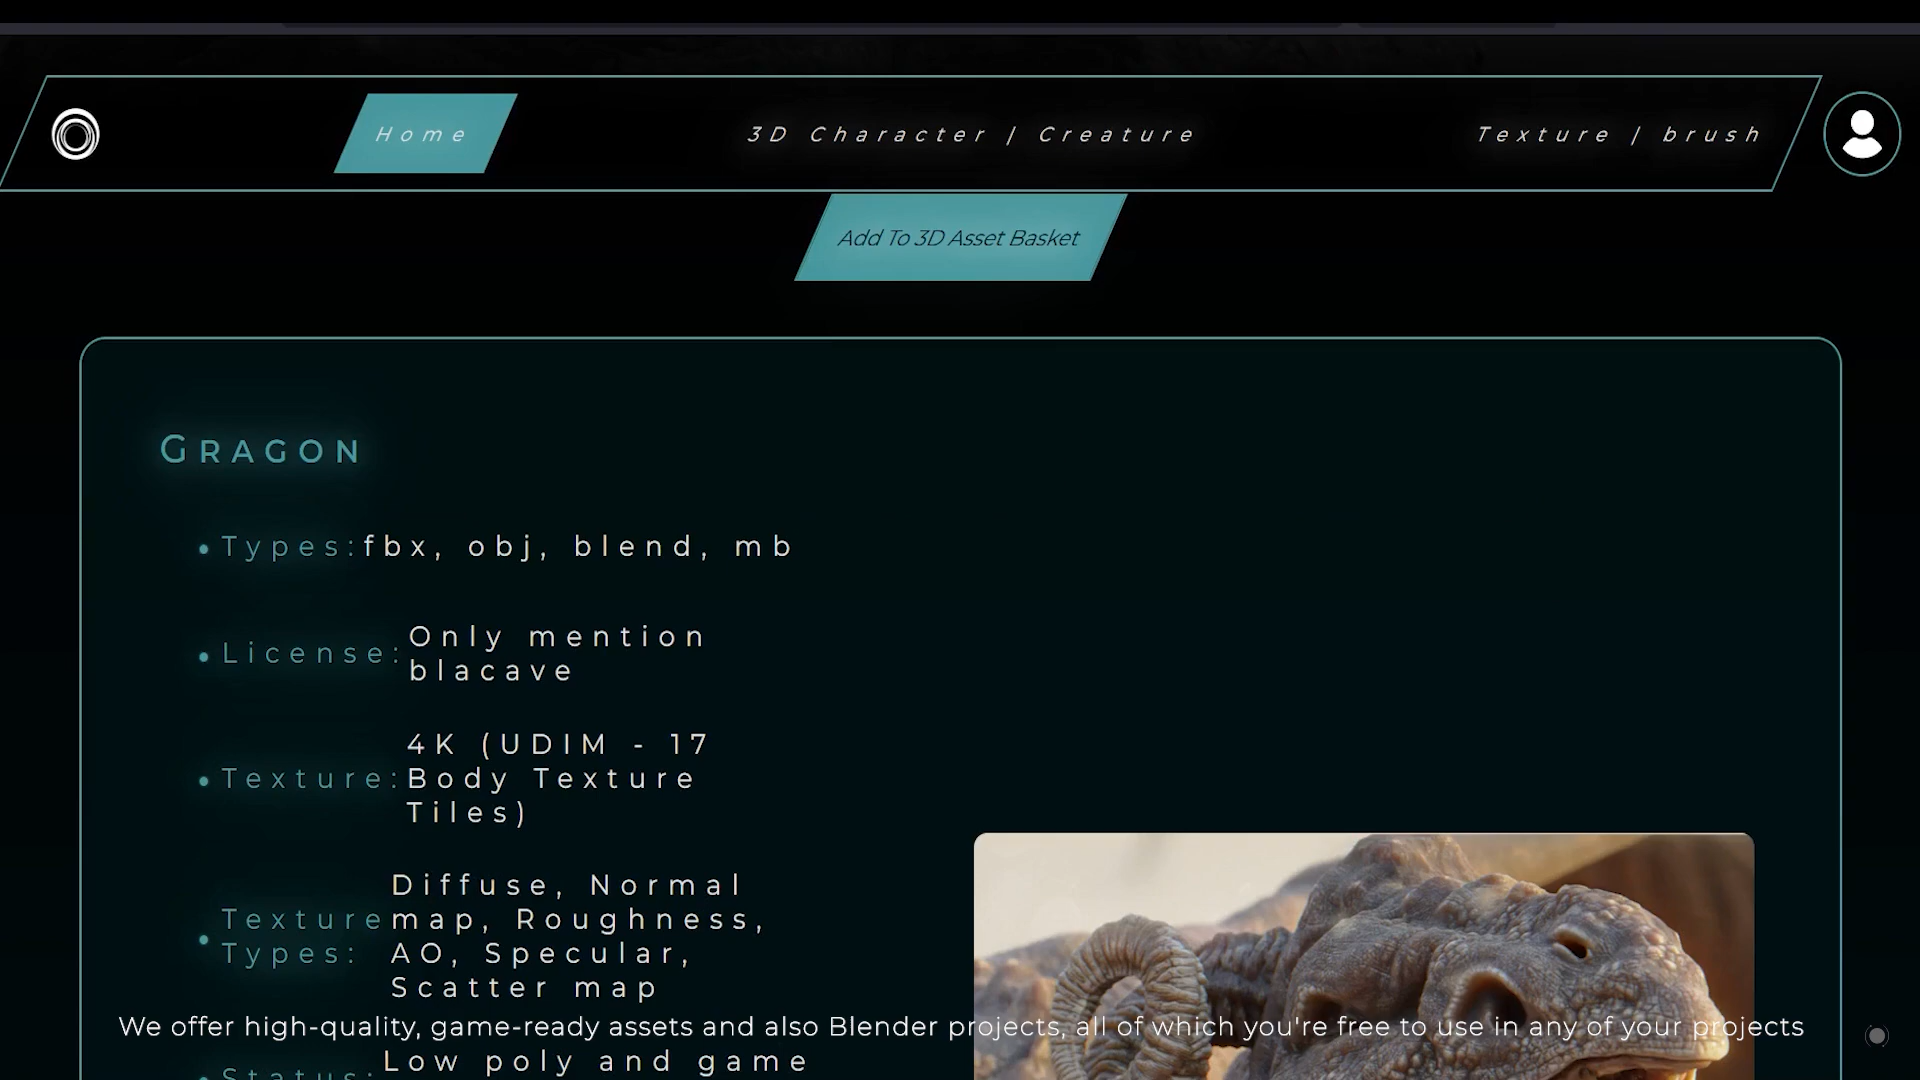 Home
3D Character / Creature
Texture / brush
Add To 3D Asset Basket
GRAGON
Types: fbx, obj, blend, mb
License: Only mention
blacave
Texture: 4K (UDIM - 17
Body Texture
Tiles)
Texture Types: Diffuse, Normal
map, Roughness,
AO, Specular,
Scatter map
We offer high-quality, game-ready assets and also Blender projects, all of which you're free to use in any of your projects
Status: Low poly and game